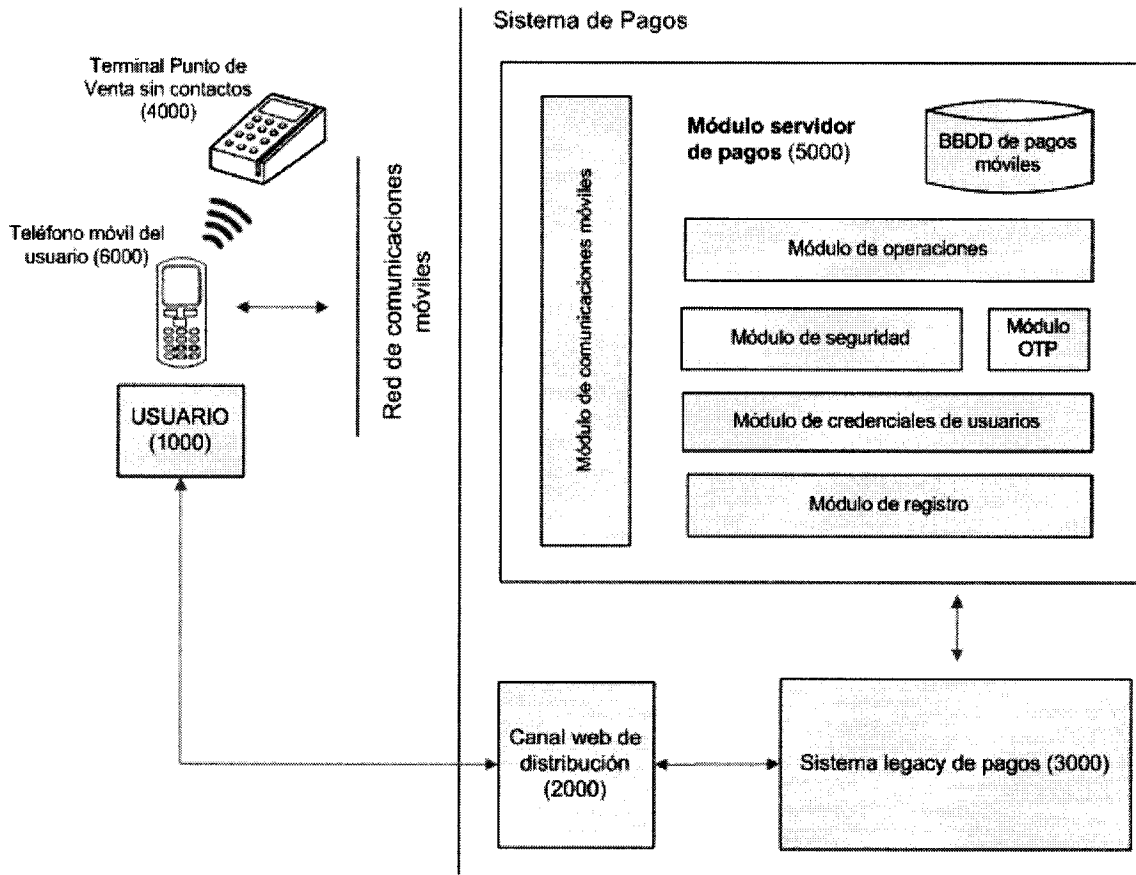 Sistema de Pagos
Terminal Punto de
Venta sin contactos
(4000)
Teléfono móvil del
usuario (6000)
USUARIO
(1000)
Red de comunicaciones
móviles
Módulo de comunicaciones móviles
Módulo servidor
de pagos (5000)
BBDD de pagos
móviles
Módulo de operaciones
Módulo de seguridad
Módulo
OTP
Módulo de credenciales de usuarios
Módulo de registro
Canal web de
distribución
(2000)
Sistema legacy de pagos (3000)